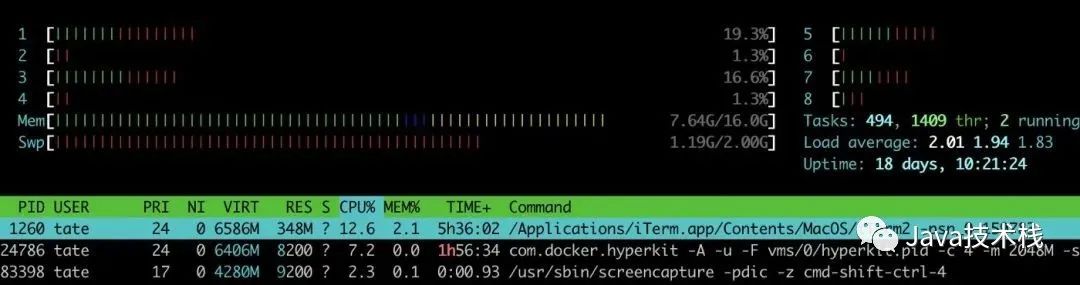 1 [||||||||||||||||||| 19.3%] 5 [|||||||||||||
2 [|| 1.3%] 6 [|
3 [|||||||||||||||| 16.6%] 7 [||||||||||
4 [|| 1.3%] 8 [|||
Mem[|||||||||||||||||||||||||||||||||||||||||||||||||||||||||||||||||||||||| 7.64G/16.0G] Tasks: 494, 1409 thr; 2 running
Swp[||||||||||||||||||||||||||||||||||||||||||||||||||||||| 1.19G/2.00G] Load average: 2.01 1.94 1.83
Uptime: 18 days, 10:21:24
PID USER PRI NI VIRT RES S CPU% MEM% TIME+ Command
1260 tate 24 0 6586M 348M ? 12.6 2.1 5h36:02 /Applications/iTerm.app/Contents/MacOS/
24786 tate 24 0 6406M 8200 ? 7.2 0.0 1h56:34 com.docker.hyperkit -A -u -F vms/0/hyperkit.pid -c 4 -m 2048M -s
83398 tate 17 0 4280M 9200 ? 2.3 0.1 0:00.93 /usr/sbin/screencapture -pdic -z cmd-shift-ctrl-4
Java技术栈